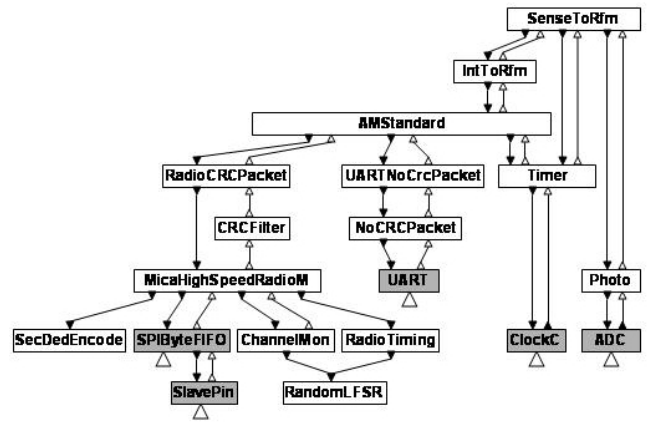 SenseToRfm
IntToRfm
AMStandard
RadioCRCPacket
UARTNoCrcPacket
Timer
CRCFilter
NoCRCPacket
MicaHighSpeedRadioM
UART
Photo
SecDedEncode
SPIByteFIFO
ChannelMon
RadioTiming
ClockC
ADC
SlavePin
RandomLFSR